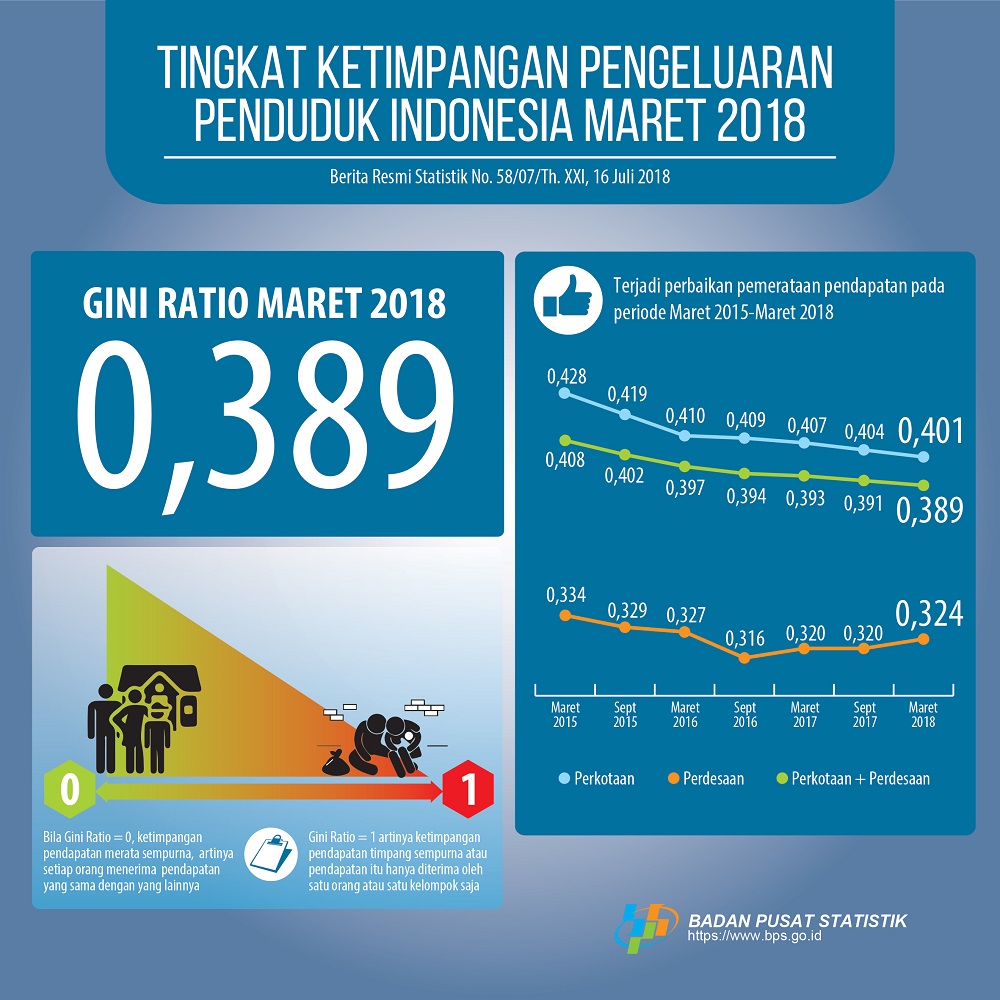 TINGKAT KETIMPANGAN PENGELUARAN
PENDUDUK INDONESIA MARET 2018
Berita Resmi Statistik No. 58/07/Th. XXI, 16 Juli 2018
GINI RATIO MARET 2018
0,389
Terjadi perbaikan pemerataan pendapatan pada
periode Maret 2015-Maret 2018
0,428
0,419
0,410
0,409
0,407
0,404
0,401
0,408
0,402
0,397
0,394
0,393
0,391
0,389
0,334
0,329
0,327
0,316
0,320
0,320
0,324
Maret
2015
Sept
2015
Maret
2016
Sept
2016
Maret
2017
Sept
2017
Maret
2018
Perkotaan
Perdesaan
Perkotaan + Perdesaan
0
1
Bila Gini Ratio = 0, ketimpangan
pendapatan merata sempurna, artinya
setiap orang menerima pendapatan
yang sama dengan yang lainnya
Gini Ratio = 1 artinya ketimpangan
pendapatan timpang sempurna atau
pendapatan itu hanya diterima oleh
satu orang atau satu kelompok saja
BADAN PUSAT STATISTIK
https://www.bps.go.id